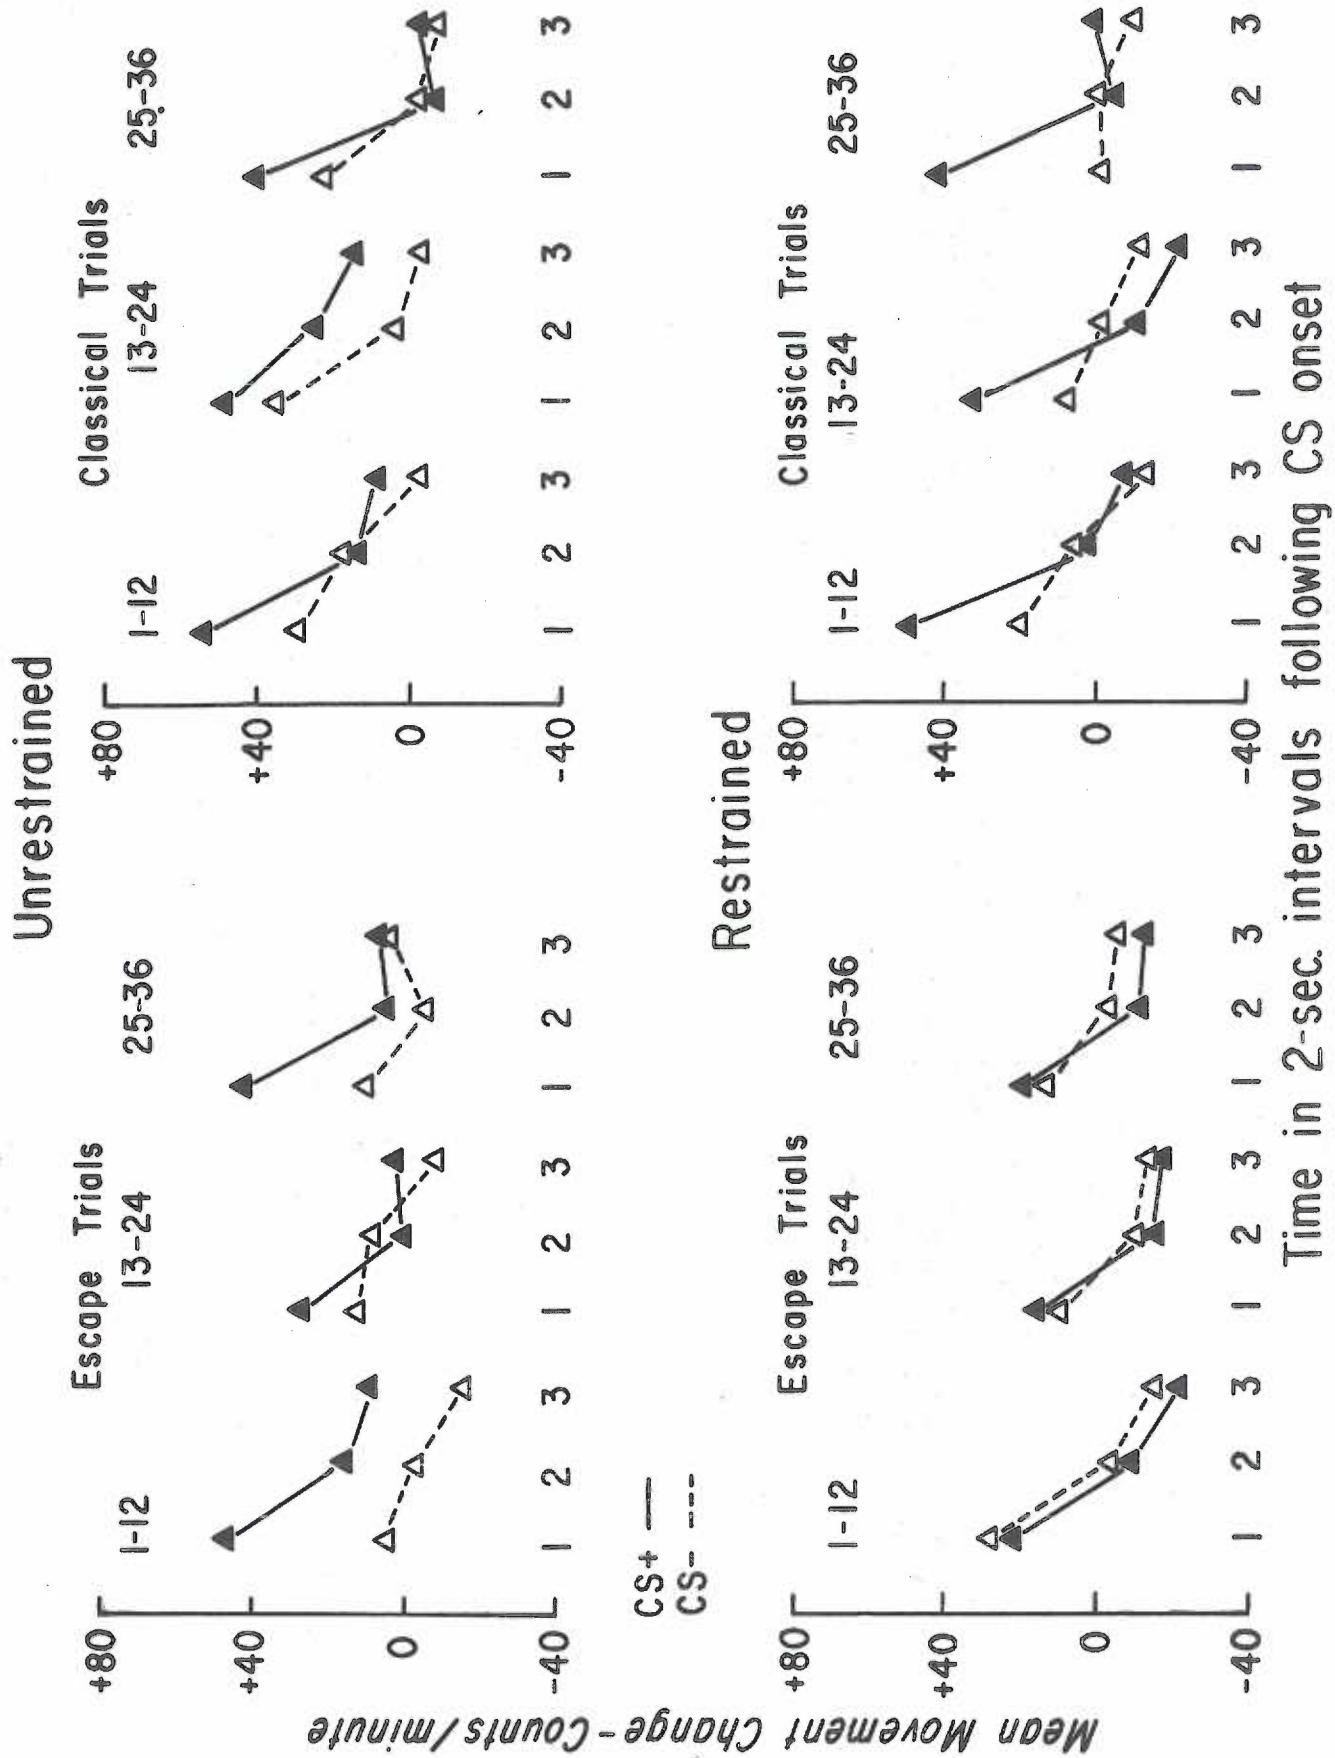 Unrestrained
Escape Trials
Classical Trials
1-12
13-24
25-36
1-12
13-24
25-36
+80
+40
0
-40
+80
+40
0
-40
1 2 3
1 2 3
1 2 3
1 2 3
1 2 3
1 2 3
CS+
CS-
Restrained
Escape Trials
Classical Trials
1-12
13-24
25-36
1-12
13-24
25-36
+80
+40
0
-40
+80
+40
0
-40
1 2 3
1 2 3
1 2 3
1 2 3
1 2 3
1 2 3
Mean Movement Change - Counts/minute
Time in 2-sec. intervals following CS onset